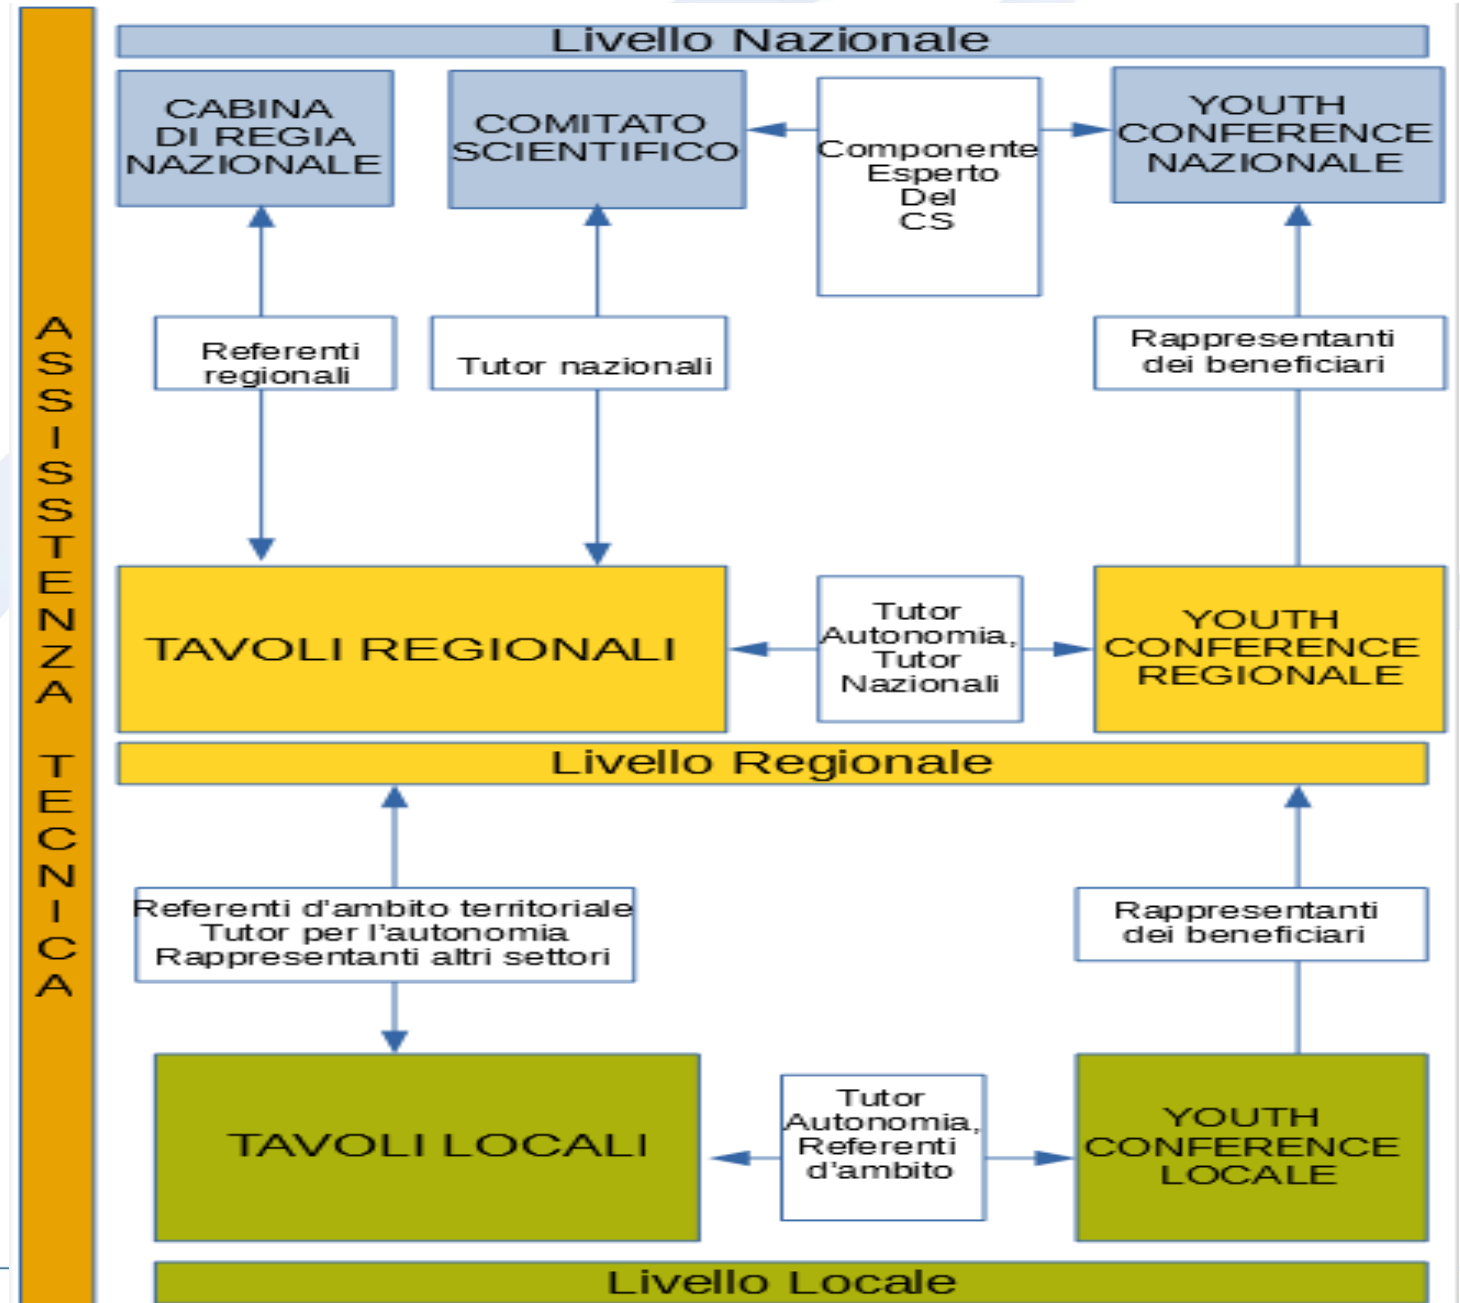 Livello Nazionale
CABINA
DI REGIA
NAZIONALE
COMITATO
SCIENTIFICO
Componente
Esperto
Del
CS
YOUTH
CONFERENCE
NAZIONALE
Referenti
regionali
Tutor nazionali
Rappresentanti
dei beneficiari
ASSISTENZA TECNICA
TAVOLI REGIONALI
Tutor
Autonomia,
Tutor
Nazionali
YOUTH
CONFERENCE
REGIONALE
Livello Regionale
Referenti d'ambito territoriale
Tutor per l'autonomia
Rappresentanti altri settori
Rappresentanti
dei beneficiari
TAVOLI LOCALI
Tutor
Autonomia,
Referenti
d'ambito
YOUTH
CONFERENCE
LOCALE
Livello Locale